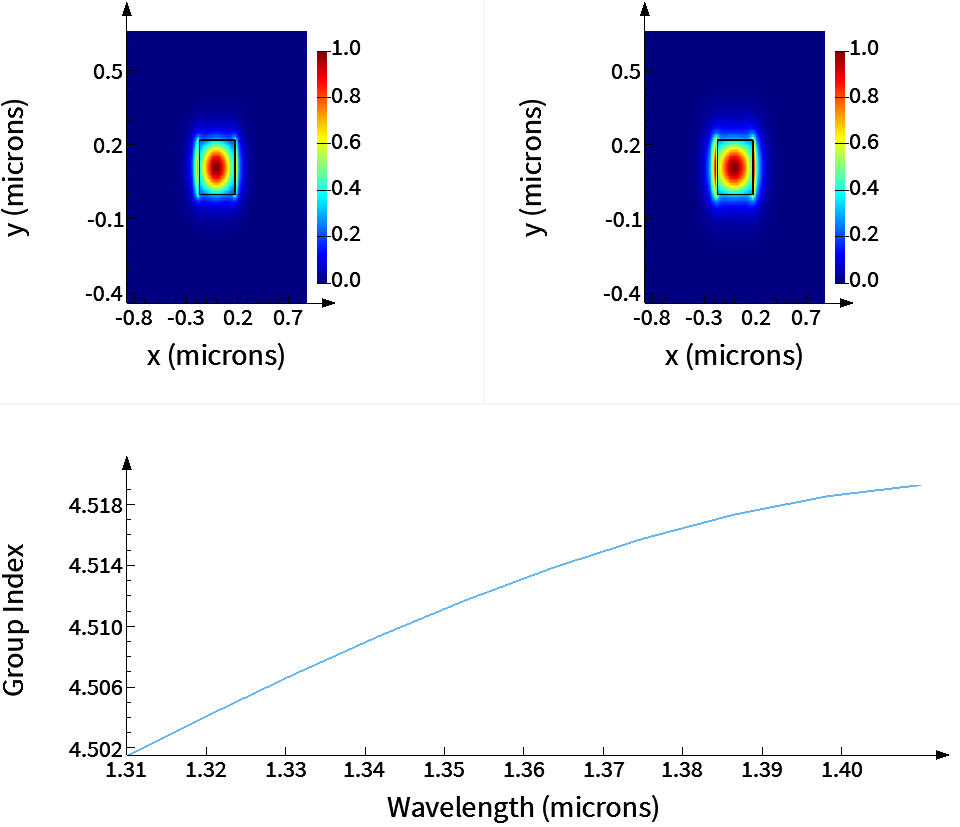 1.0
0.8
0.6
0.4
0.2
0.0
0.5
0.2
-0.1
-0.4
y (microns)
-0.8 -0.3 0.2 0.7
x (microns)
1.0
0.8
0.6
0.4
0.2
0.0
0.5
0.2
-0.1
-0.4
y (microns)
-0.8 -0.3 0.2 0.7
x (microns)
4.518
4.514
4.510
4.506
4.502
Group Index
1.31 1.32 1.33 1.34 1.35 1.36 1.37 1.38 1.39 1.40
Wavelength (microns)